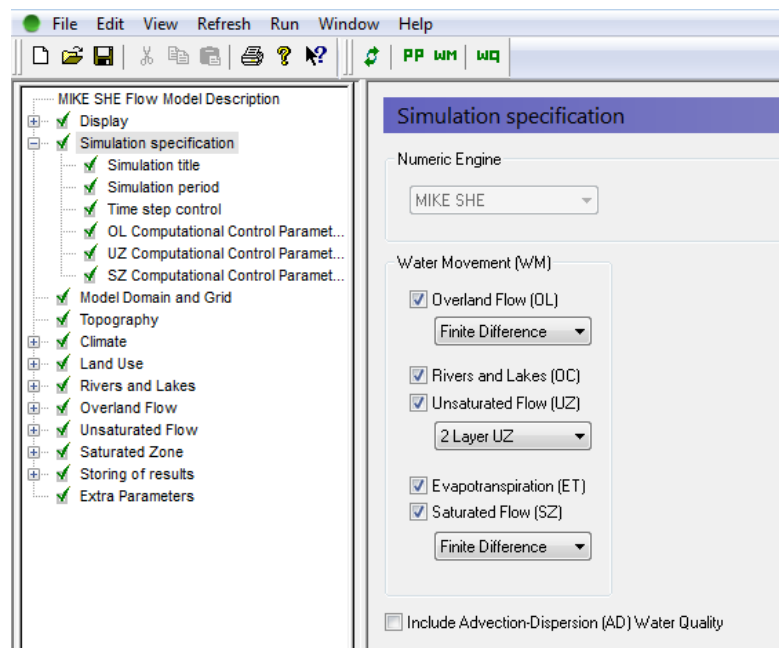 File Edit View Refresh Run Window Help
PP WM WQ
MIKE SHE Flow Model Description
Display
Simulation specification
Simulation title
Simulation period
Time step control
OL Computational Control Paramet...
UZ Computational Control Paramet...
SZ Computational Control Paramet...
Model Domain and Grid
Topography
Climate
Land Use
Rivers and Lakes
Overland Flow
Unsaturated Flow
Saturated Zone
Storing of results
Extra Parameters
Simulation specification
Numeric Engine
MIKE SHE
Water Movement (WM)
Overland Flow (OL)
Finite Difference
Rivers and Lakes (OC)
Unsaturated Flow (UZ)
2 Layer UZ
Evapotranspiration (ET)
Saturated Flow (SZ)
Finite Difference
Include Advection-Dispersion (AD) Water Quality